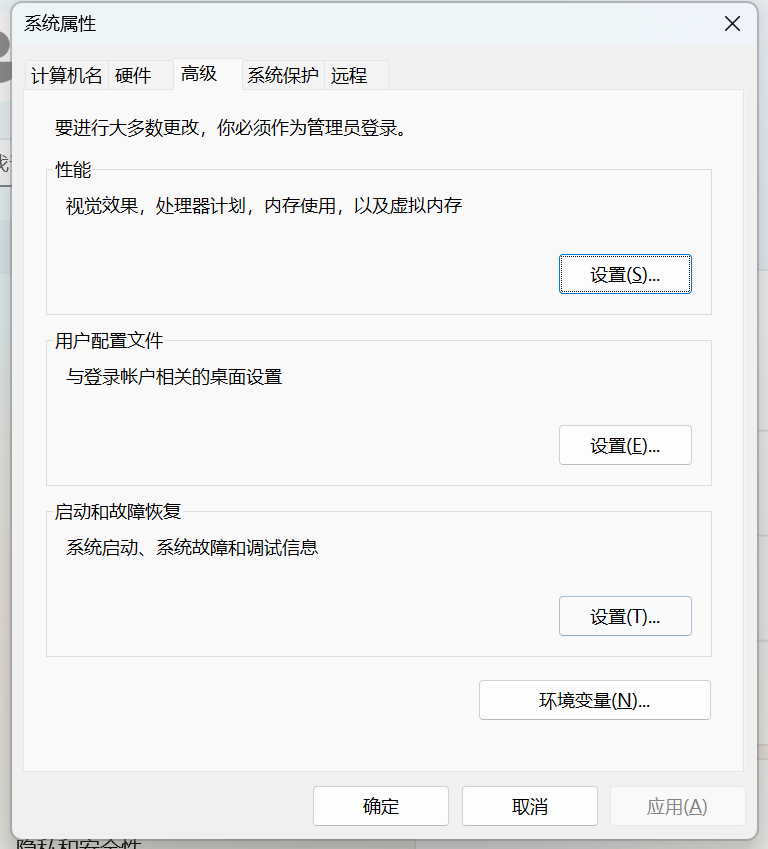 系统属性
计算机名 硬件 高级 系统保护 远程
要进行大多数更改，你必须作为管理员登录。
性能
视觉效果，处理器计划，内存使用，以及虚拟内存
设置(S)...
用户配置文件
与登录帐户相关的桌面设置
设置(E)...
启动和故障恢复
系统启动、系统故障和调试信息
设置(T)...
环境变量(N)...
确定 取消 应用(A)
隐私和安全性